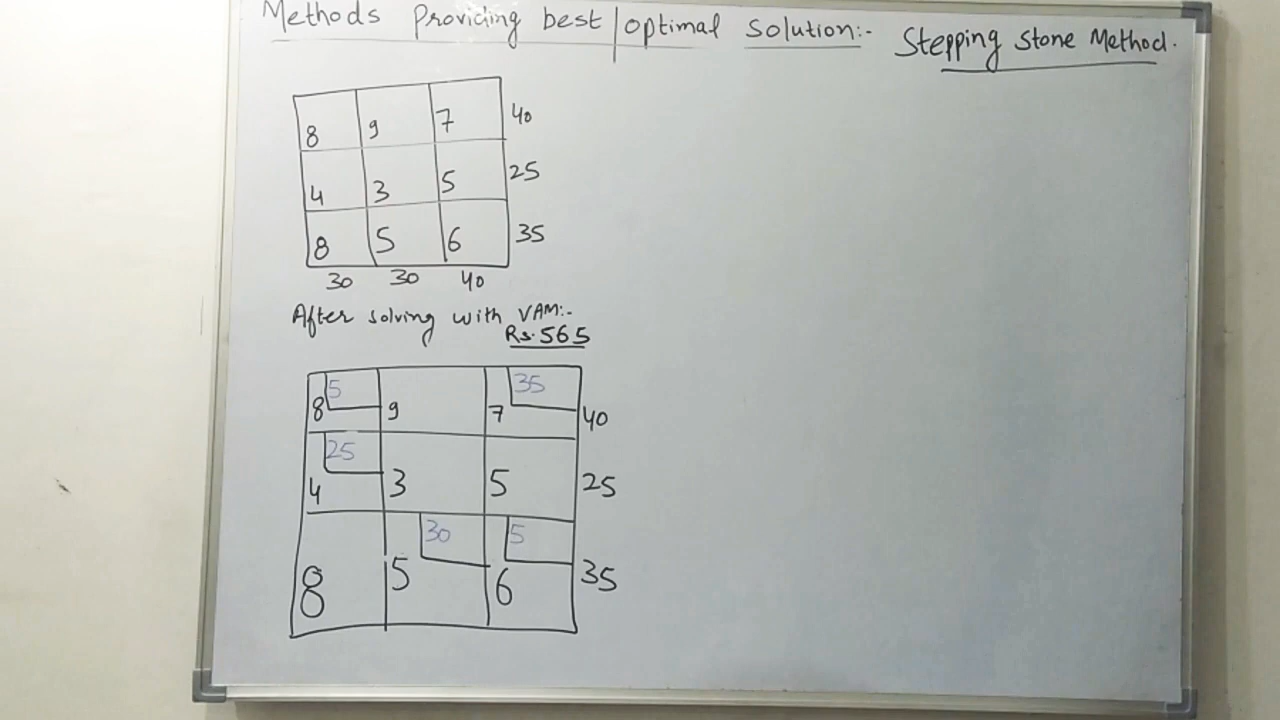 Methods Providing best/optimal solution:- Stepping Stone Method.
8 9 7 40
4 3 5 25
8 5 6 35
30 30 40
After solving with VAM:-
Rs.565
5 35
8 9 7 40
25
4 3 5 25
30 5
8 5 6 35